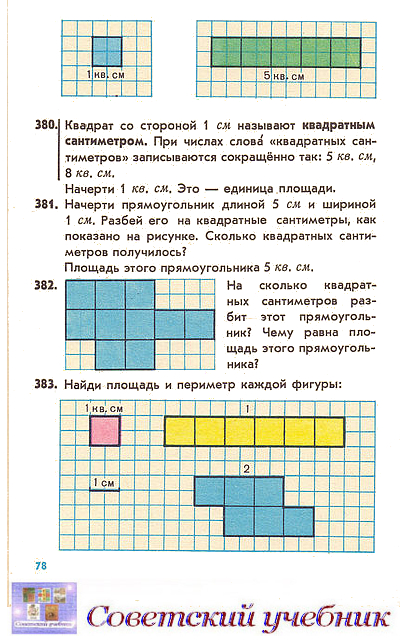 1 кв. см
5 кв. см
380. Квадрат со стороной 1 см называют квадратным
сантиметром. При числах слова́ «квадратных сан-
тиметров» записываются сокращённо так: 5 кв. см,
8 кв. см.
Начерти 1 кв. см. Это — единица площади.
381. Начерти прямоугольник длиной 5 см и шириной
1 см. Разбей его на квадратные сантиметры, как
показано на рисунке. Сколько квадратных санти-
метров получилось?
Площадь этого прямоугольника 5 кв. см.
382. На сколько квадрат-
ных сантиметров раз-
бит этот прямоуголь-
ник? Чему равна пло-
щадь этого прямоуголь-
ника?
383. Найди площадь и периметр каждой фигуры:
1 кв. см
1
1 см
2
78
Советский учебник